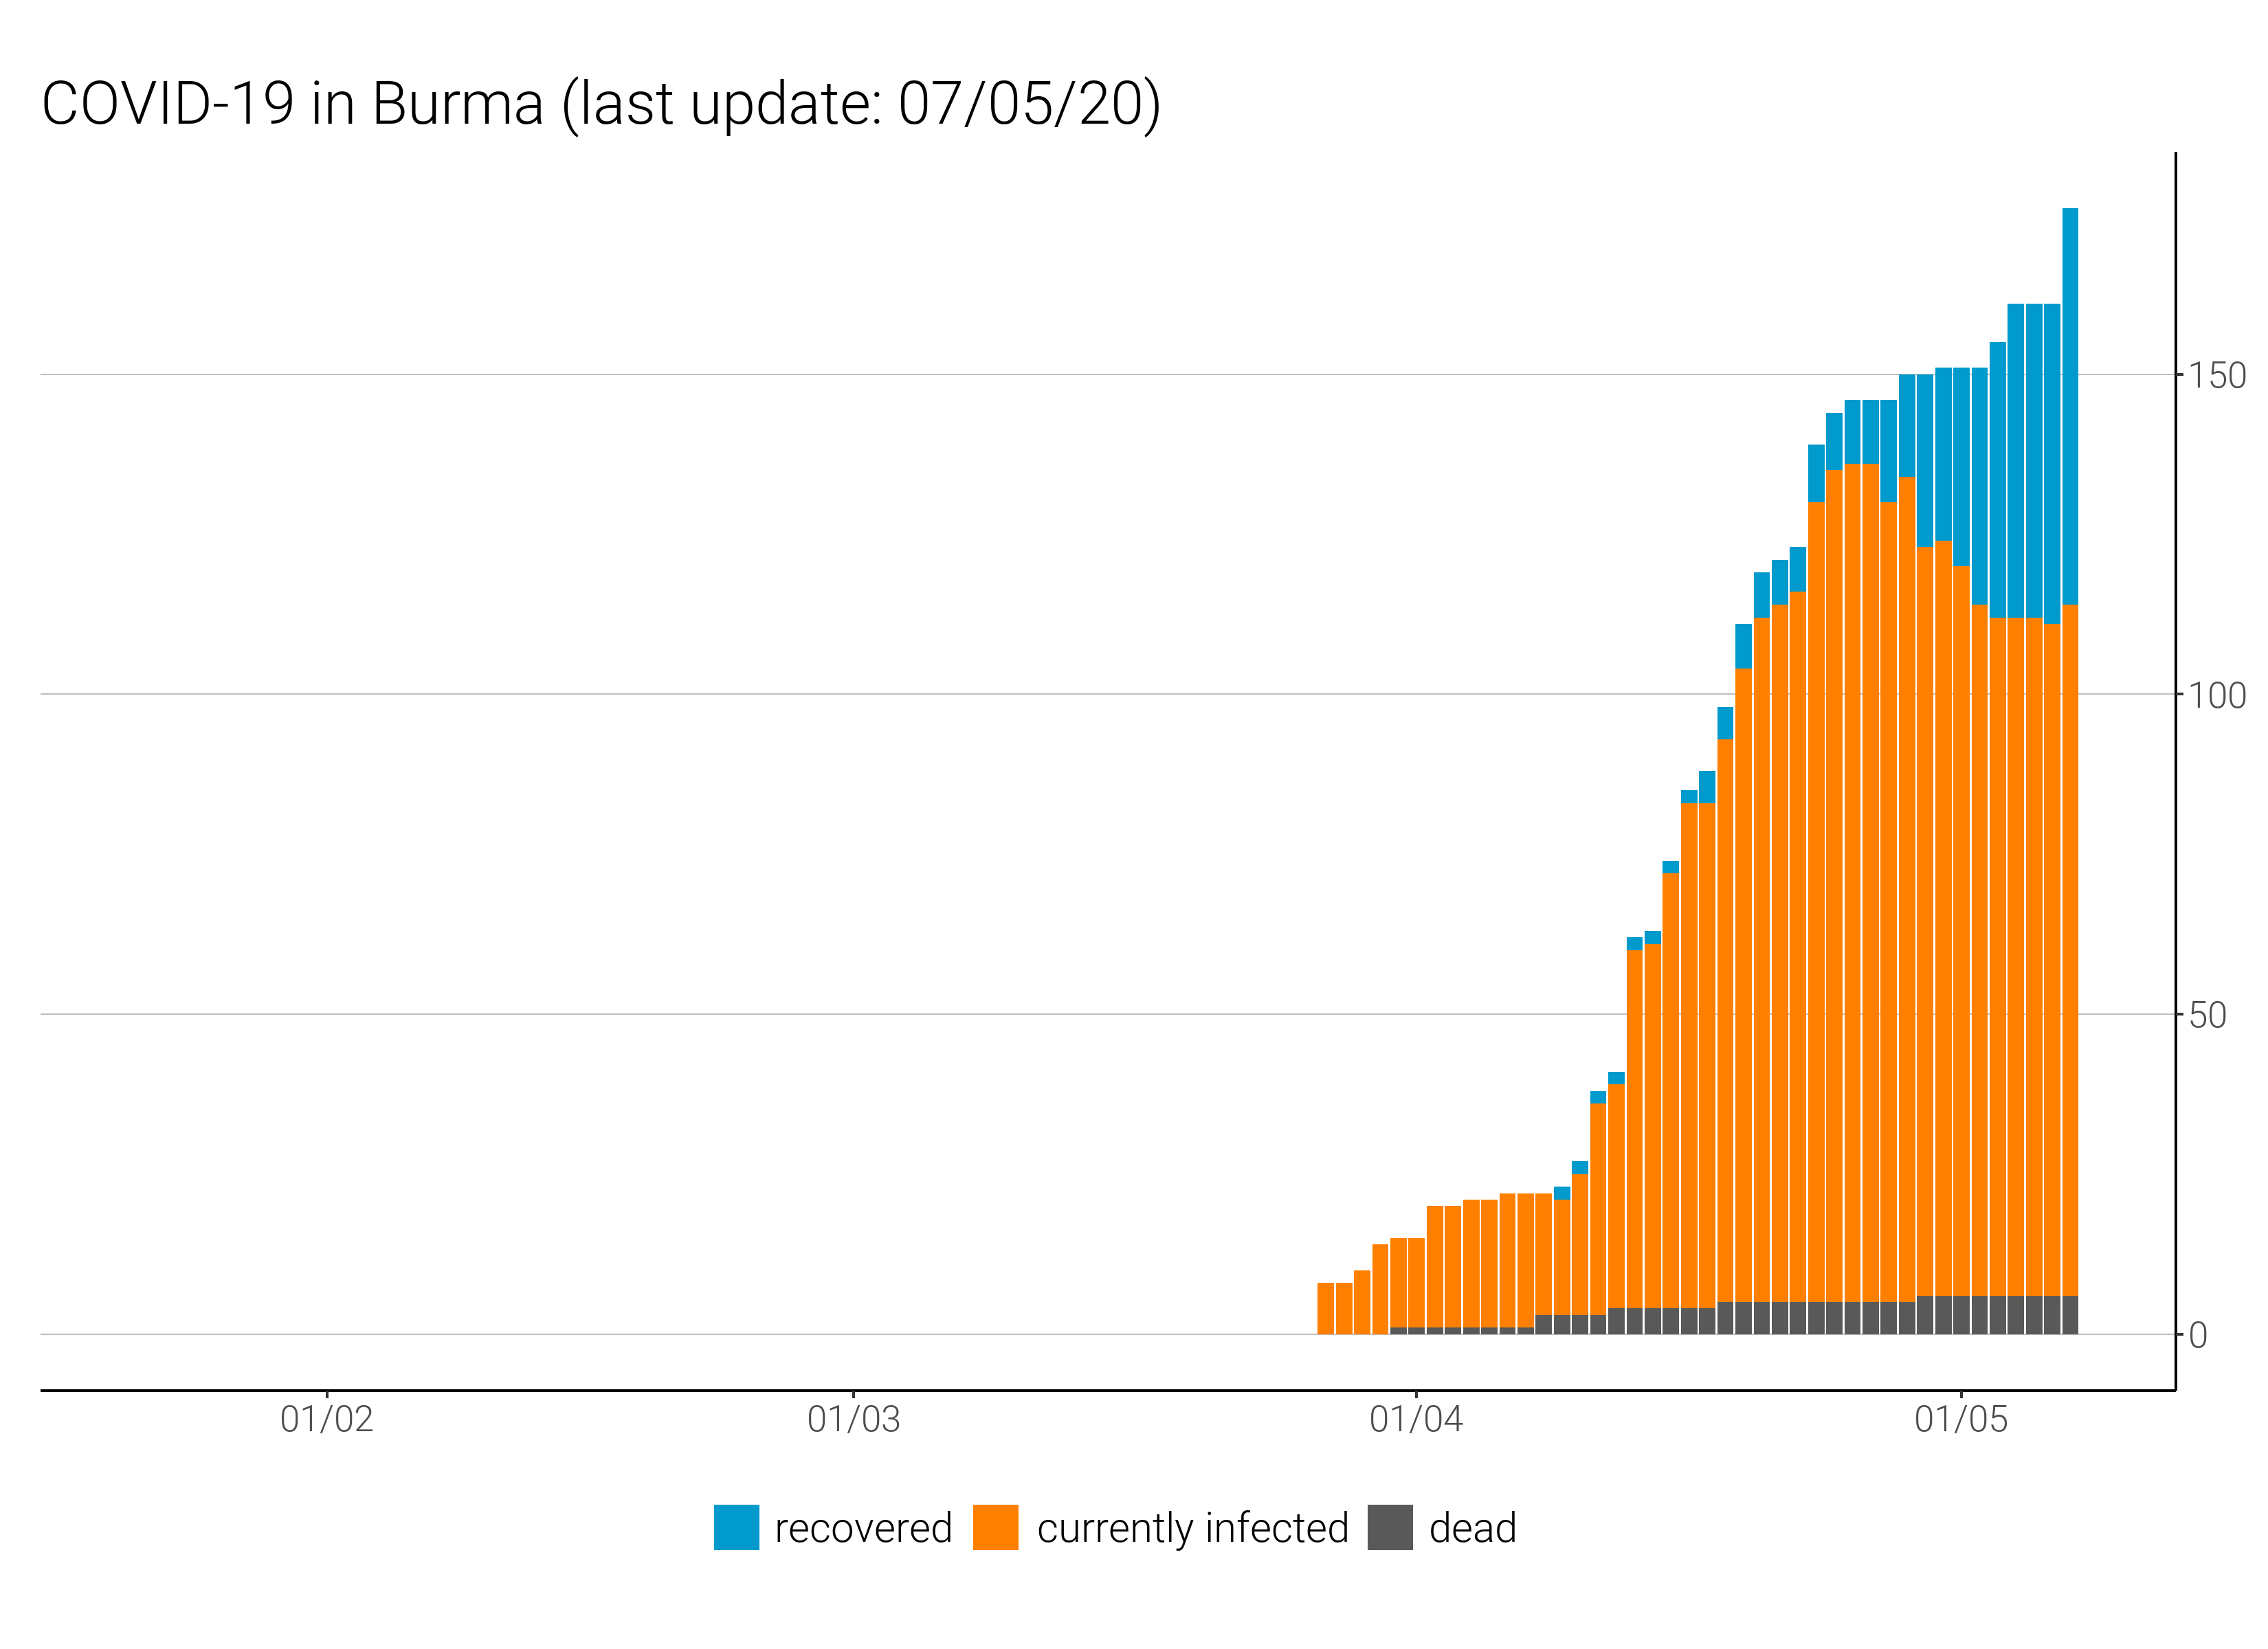 COVID-19 in Burma (last update: 07/05/20)
150
100
50
0
01/02 01/03 01/04 01/05
recovered currently infected dead